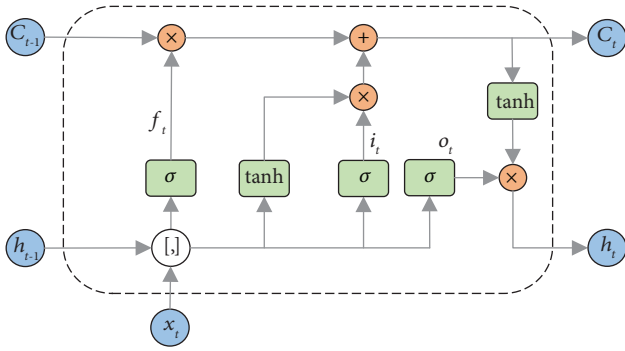 C_{t-1} × + C_t
tanh
×
f_t i_t o_t
σ tanh σ σ ×
h_{t-1} [,] h_t
x_t